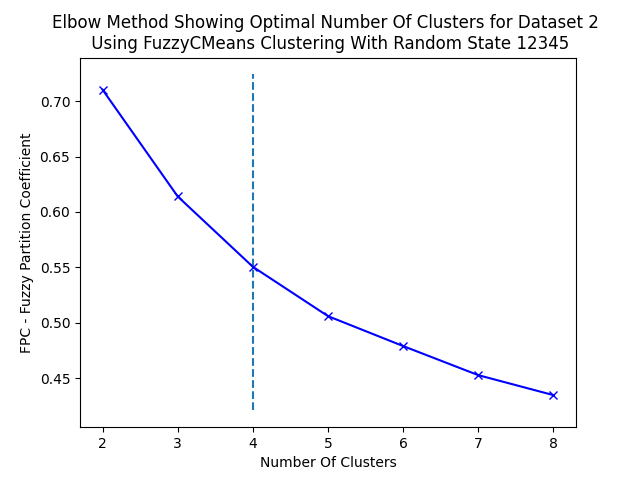 Elbow Method Showing Optimal Number Of Clusters for Dataset 2
Using FuzzyCMeans Clustering With Random State 12345
FPC - Fuzzy Partition Coefficient
0.70
0.65
0.60
0.55
0.50
0.45
2 3 4 5 6 7 8
Number Of Clusters